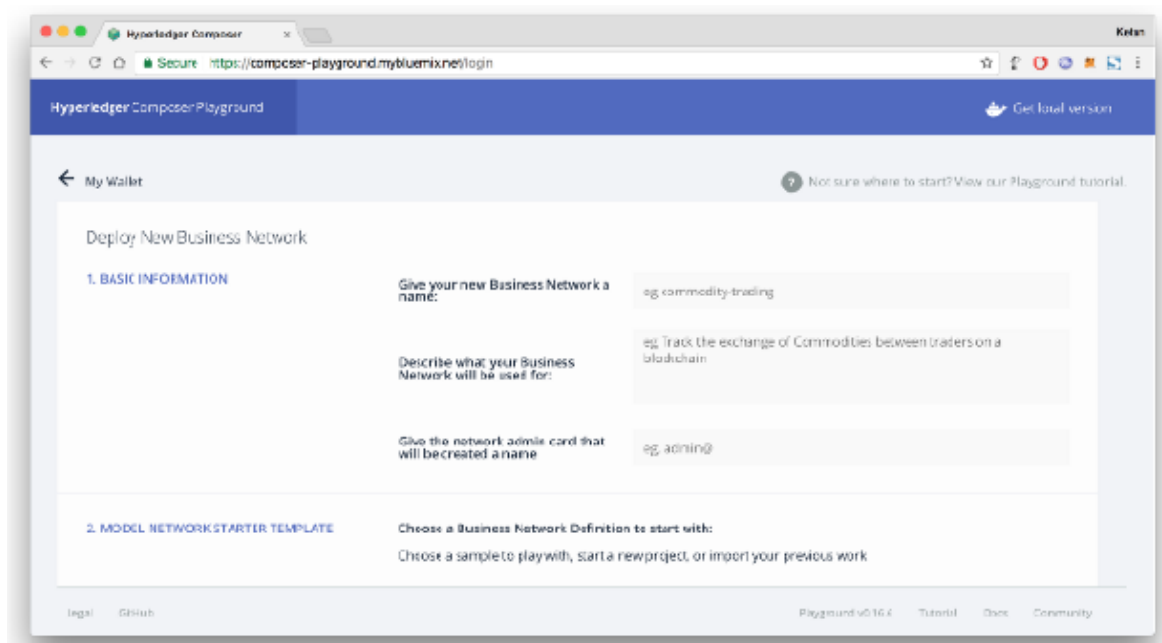 Hyperledger Composer
Kelan
Secure https://composer-playground.mybluemix.net/login
Hyperledger Composer Playground
Get local version
My Wallet
Not sure where to start? View our Playground tutorial.
Deploy New Business Network
1. BASIC INFORMATION
Give your new Business Network a
name:
eg commodity-trading
Describe what your Business
Network will be used for:
eg Track the exchange of Commodities between traders on a
blockchain
Give the network admin card that
will be created a name
eg. admin@
2. MODEL NETWORK STARTER TEMPLATE
Choose a Business Network Definition to start with:
Choose a sample to play with, start a new project, or import your previous work
Legal GitHub
Playground v0.16.6 Tutorial Docs Community